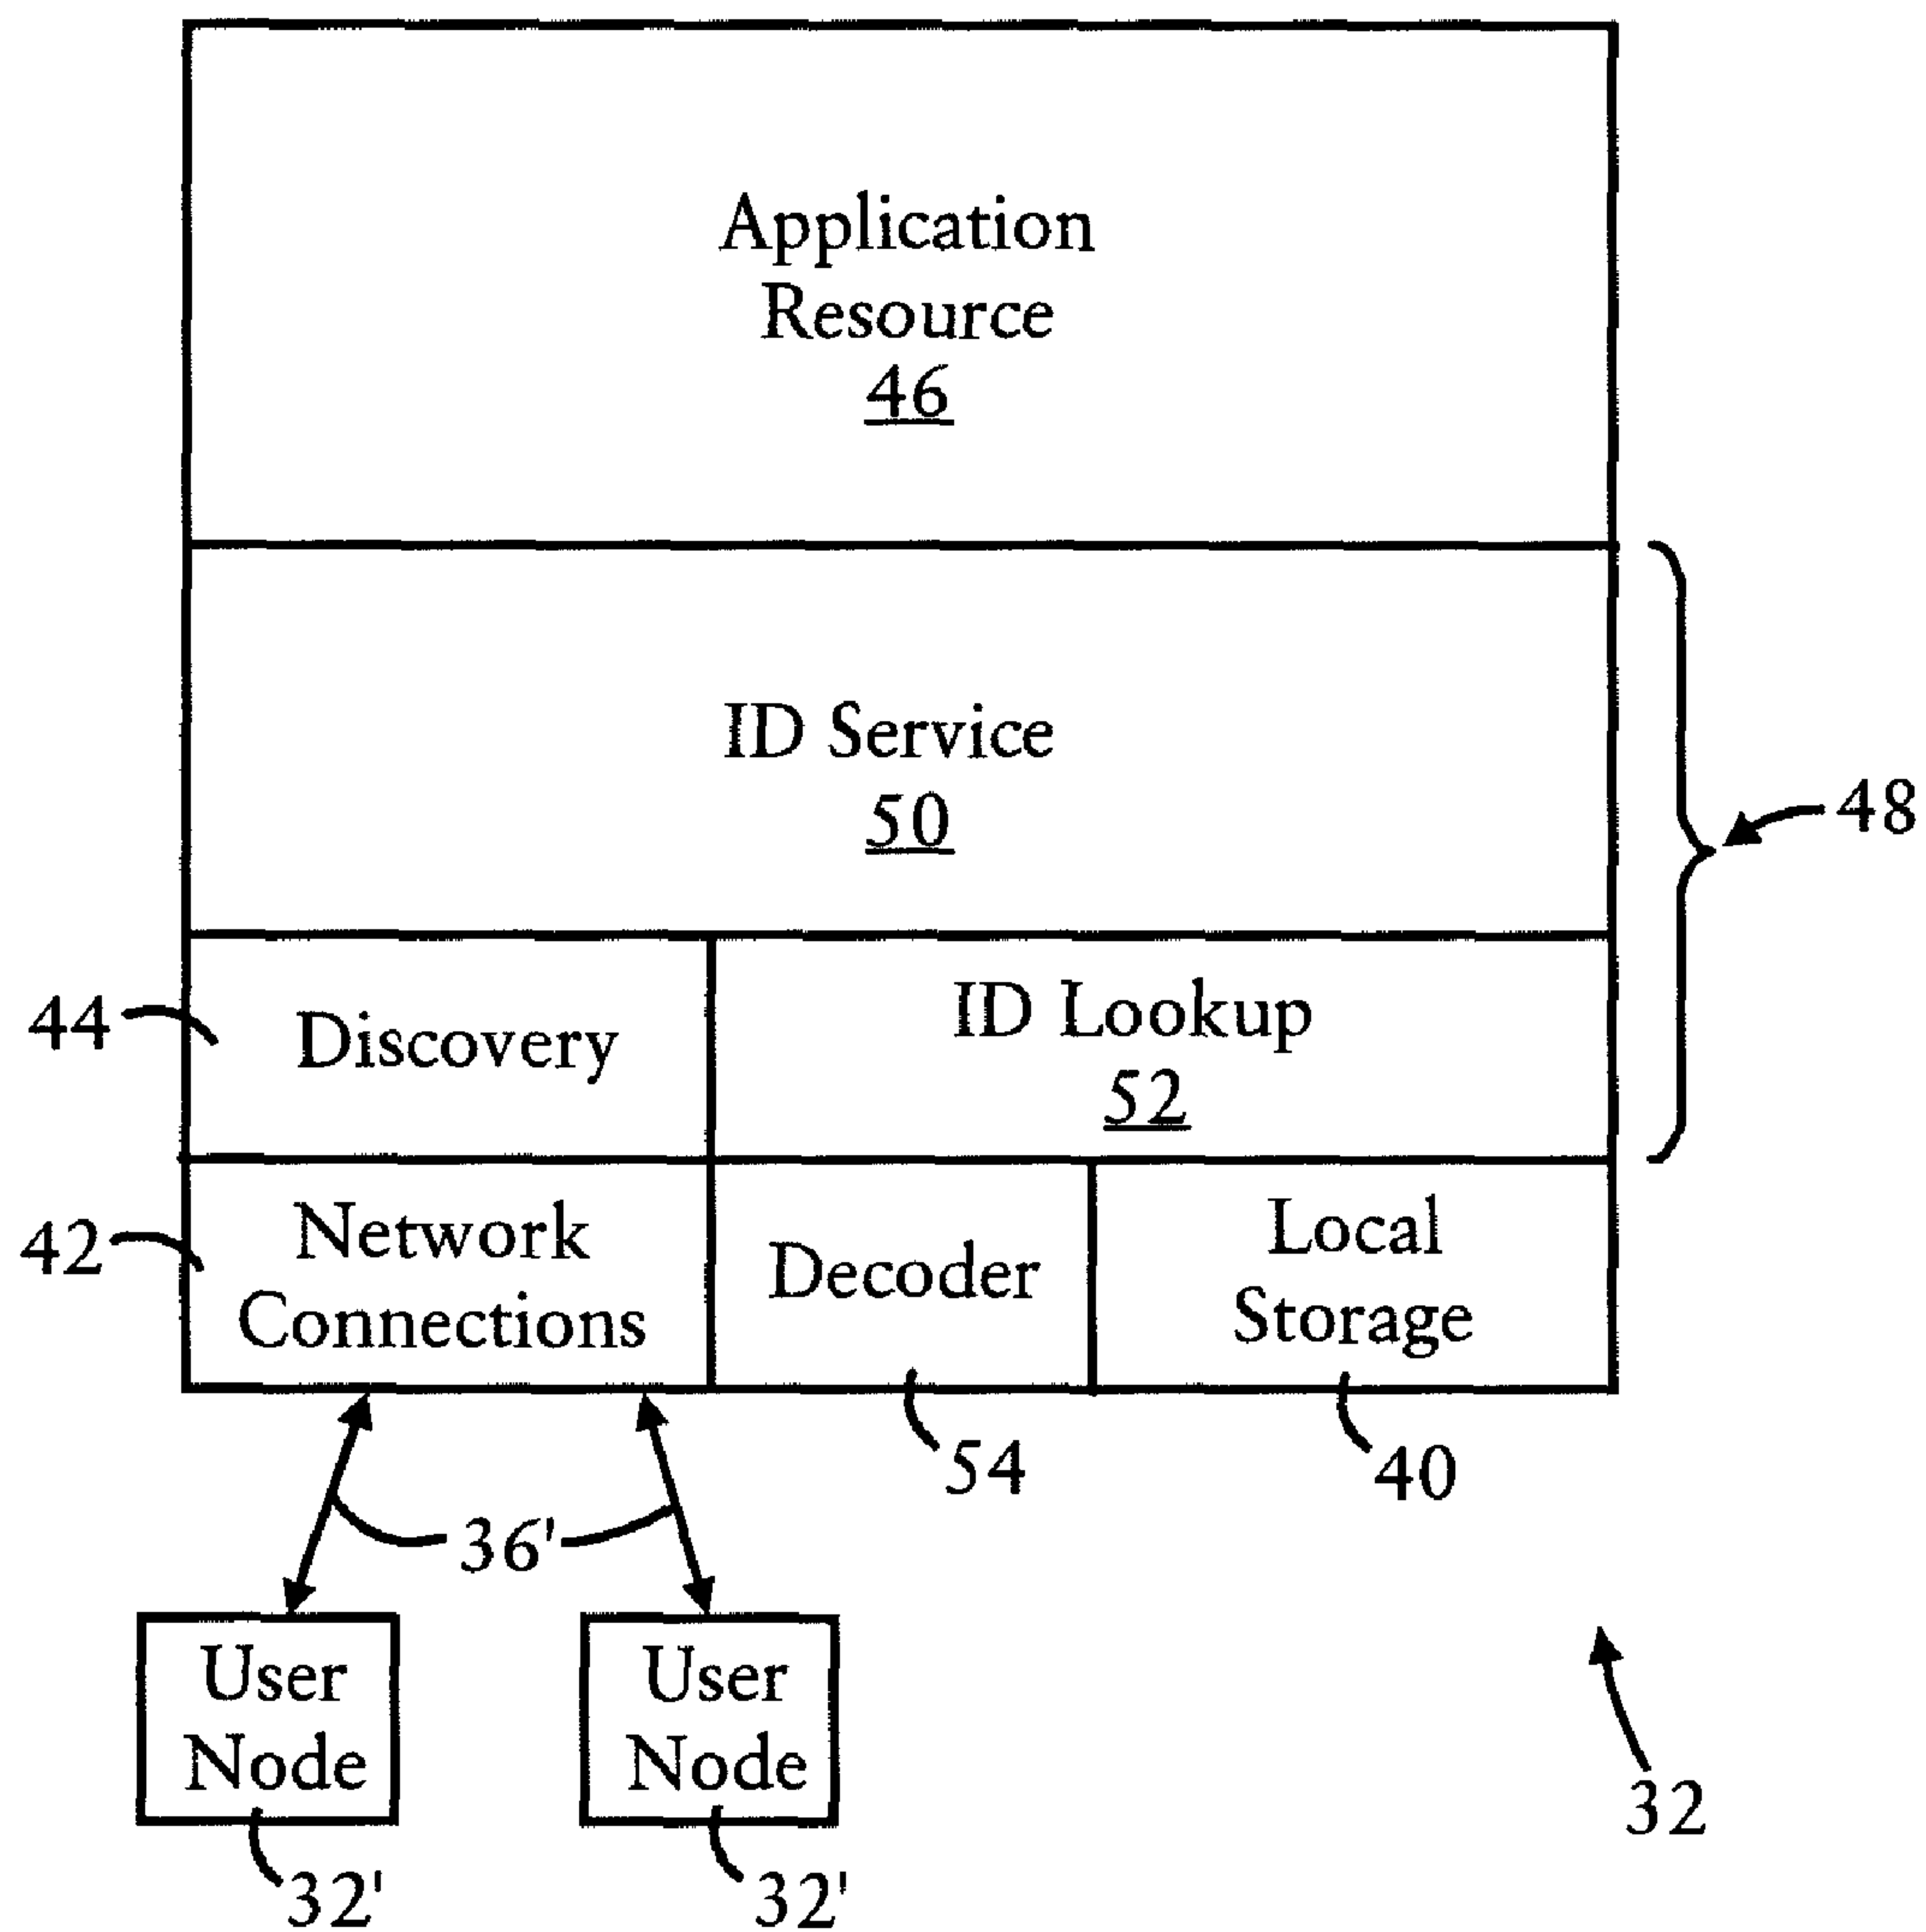 Application
Resource
46
ID Service
50
48
44
Discovery
ID Lookup
52
42
Network
Connections
Decoder
Local
Storage
54
40
36'
User
Node
User
Node
32
32'
32'